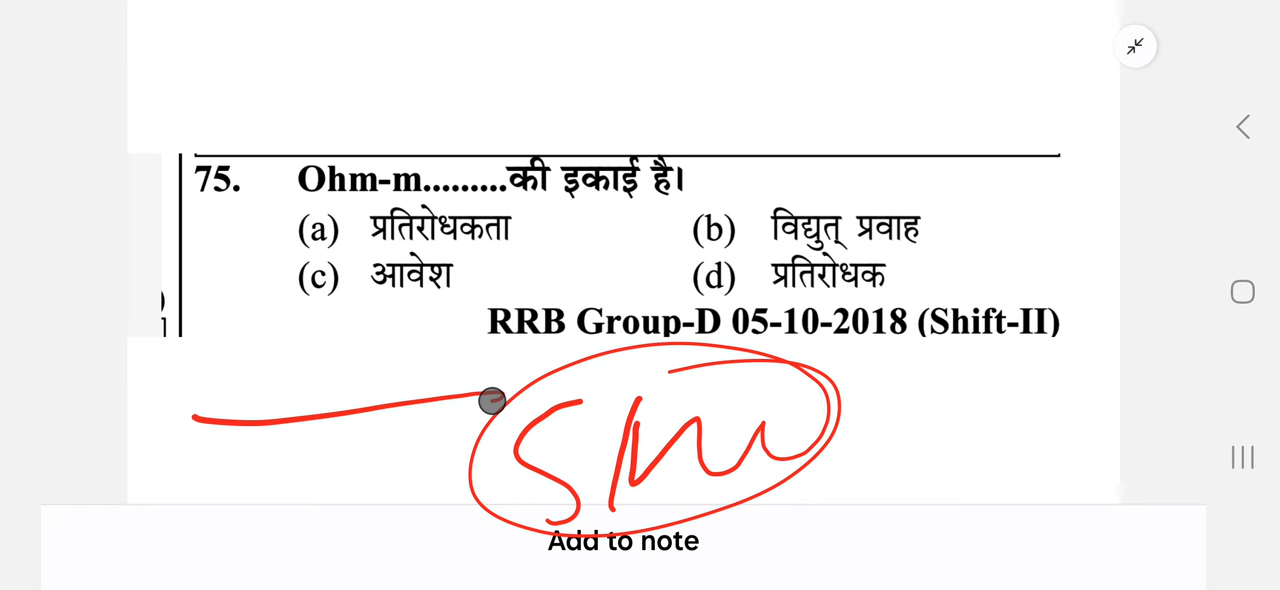 75. Ohm-m.........की इकाई है।
(a) प्रतिरोधकता (b) विद्युत् प्रवाह
(c) आवेश (d) प्रतिरोधक
RRB Group-D 05-10-2018 (Shift-II)
Add to note